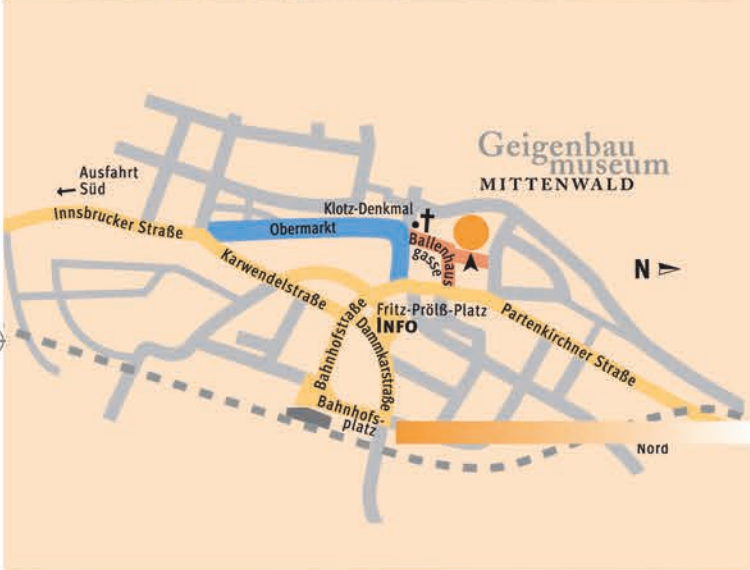 Geigenbau
museum
MITTENWALD
Ausfahrt
Süd
Klotz-Denkmal
Innsbrucker Straße
Obermarkt
Ballenhaus
gasse
N
Karwendelstraße
Fritz-Prölß-Platz
INFO
Partenkirchner Straße
Bahnhofstraße
Dammkarstraße
Bahnhofs-
platz
Nord